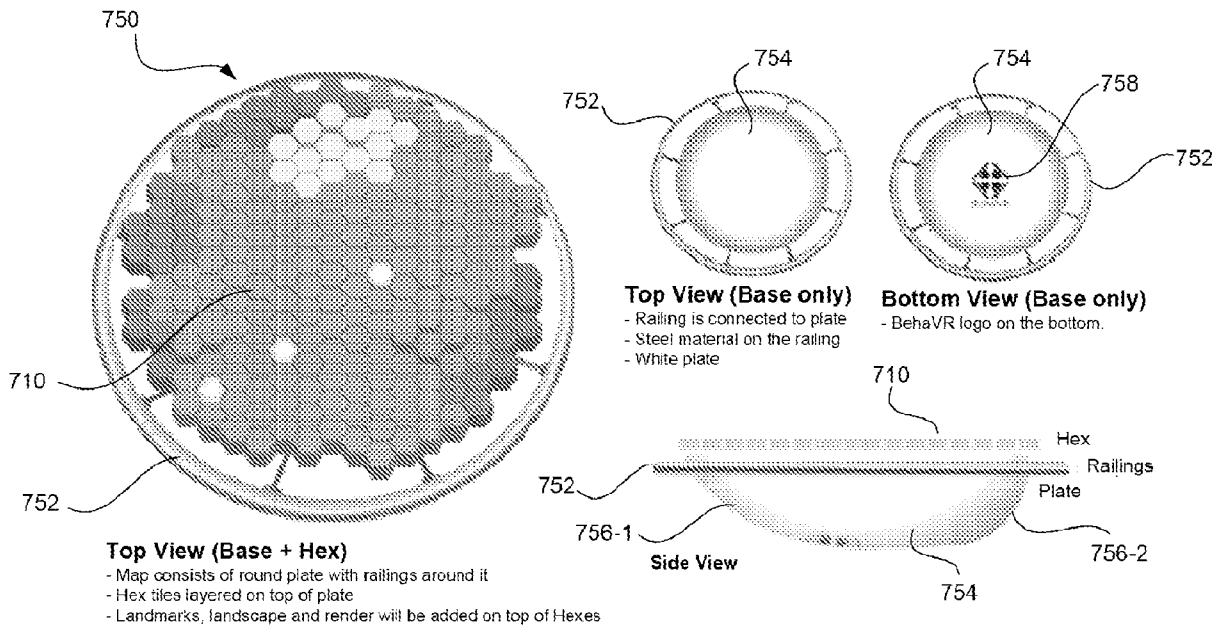 750
754
752
754
758
752
Top View (Base only)
- Railing is connected to plate
- Steel material on the railing
- White plate
Bottom View (Base only)
- BehaVR logo on the bottom.
710
752
Top View (Base + Hex)
- Map consists of round plate with railings around it
- Hex tiles layered on top of plate
- Landmarks, landscape and render will be added on top of Hexes
710
Hex
Railings
752
Plate
756-1
756-2
Side View
754